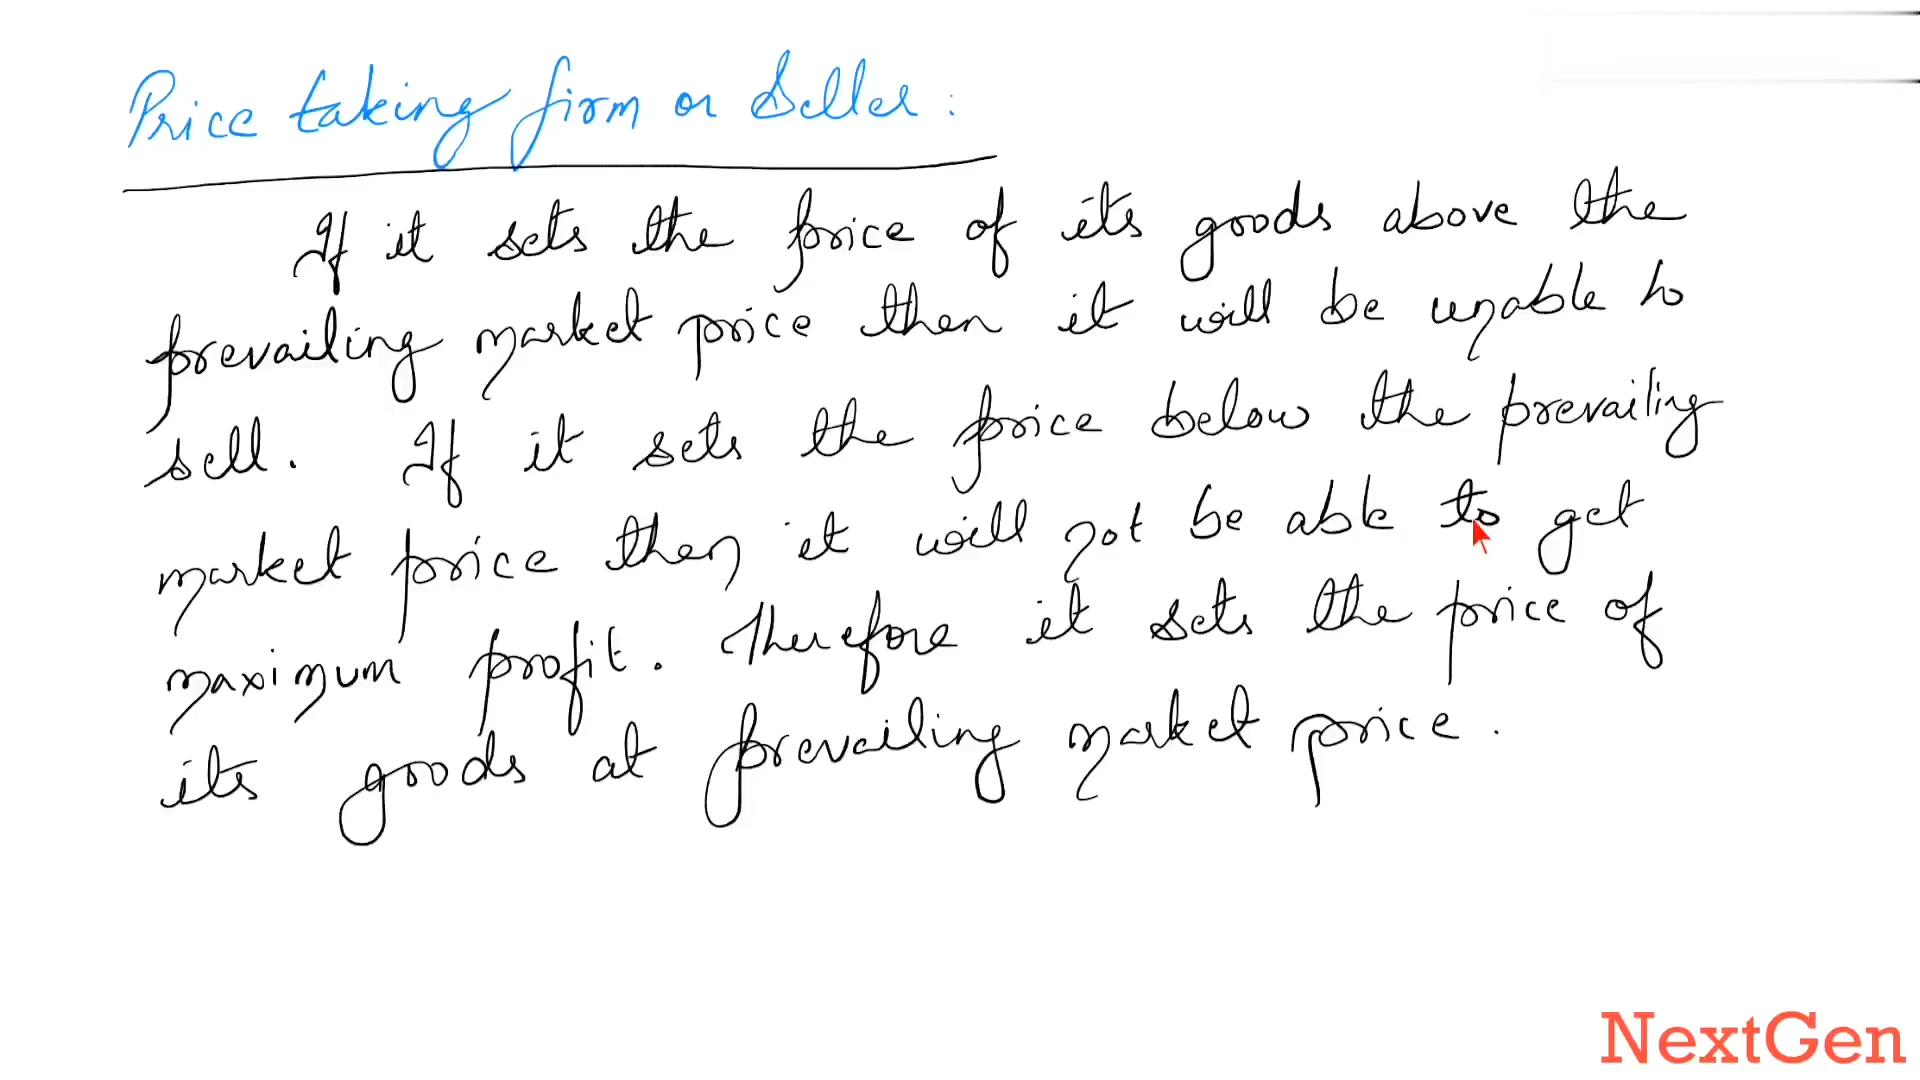 Price taking firm or Seller :
If it sets the price of its goods above the
prevailing market price then it will be unable to
sell. If it sets the price below the prevailing
market price then it will not be able to get
maximum profit. Therefore it sets the price of
its goods at prevailing market price.
NextGen